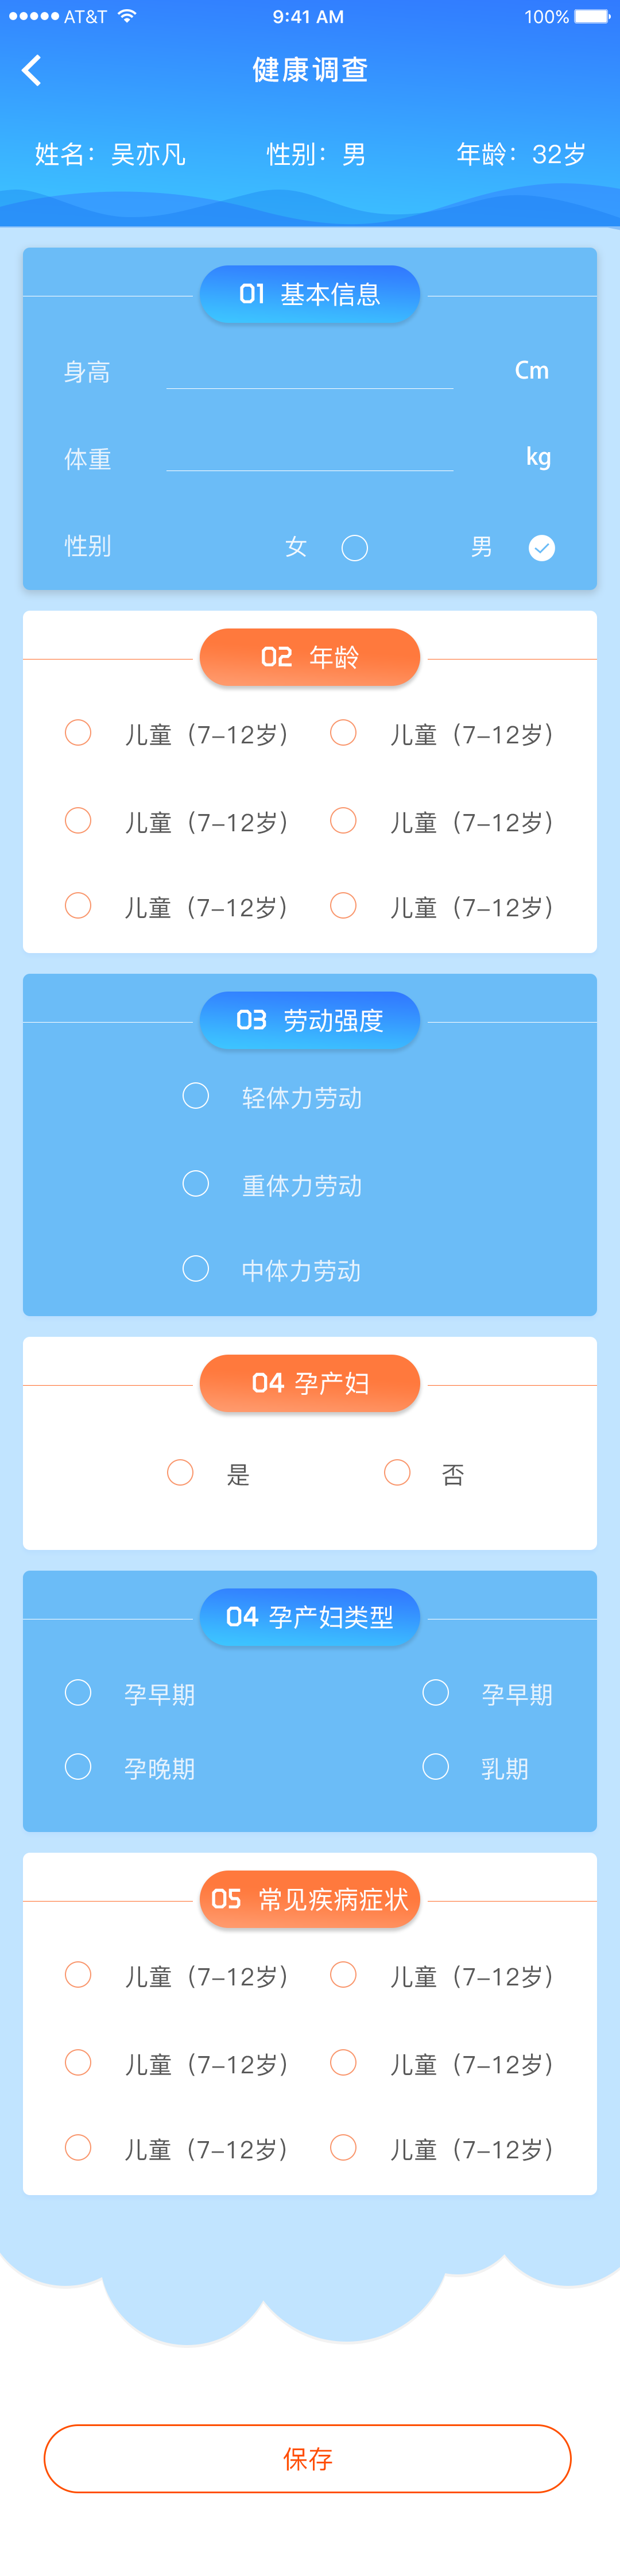 AT&T 9:41 AM 100%
健康调查
姓名：吴亦凡 性别：男 年龄：32岁
01 基本信息
身高 Cm
体重 kg
性别 女 男
02 年龄
儿童（7-12岁） 儿童（7-12岁）
儿童（7-12岁） 儿童（7-12岁）
儿童（7-12岁） 儿童（7-12岁）
03 劳动强度
轻体力劳动
重体力劳动
中体力劳动
04 孕产妇
是 否
04 孕产妇类型
孕早期 孕早期
孕晚期 乳期
05 常见疾病症状
儿童（7-12岁） 儿童（7-12岁）
儿童（7-12岁） 儿童（7-12岁）
儿童（7-12岁） 儿童（7-12岁）
保存